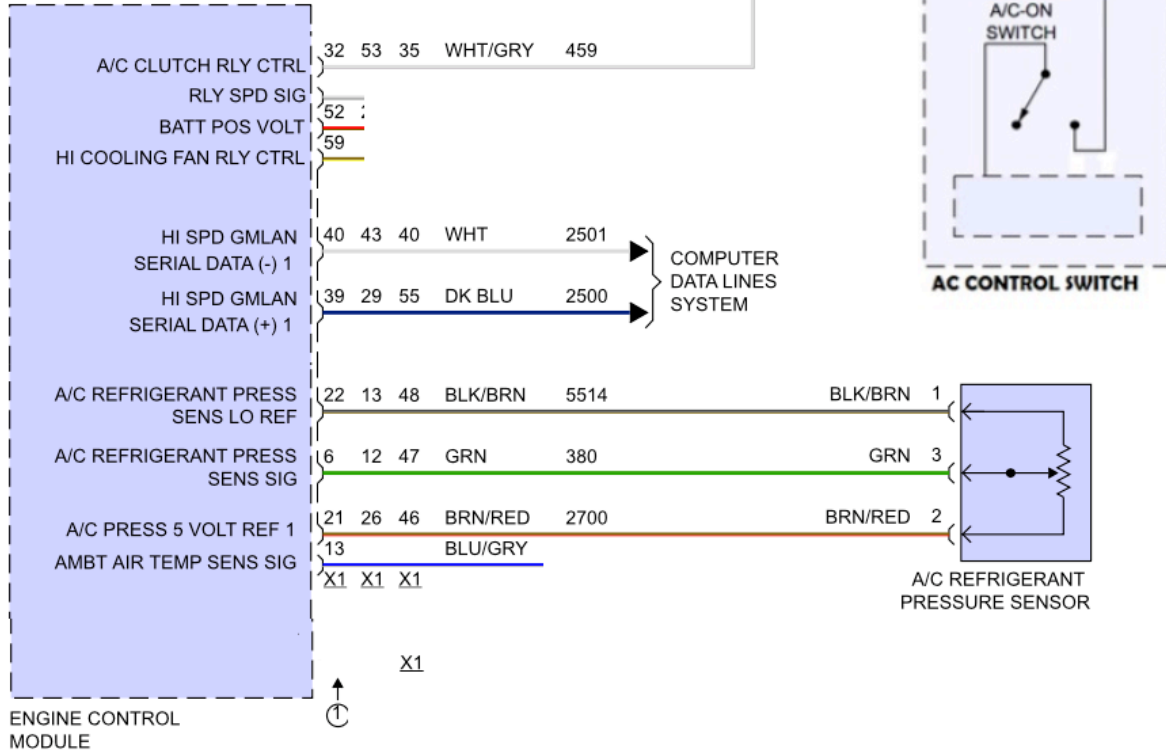 A/C-ON
SWITCH
AC CONTROL SWITCH
A/C CLUTCH RLY CTRL 32 53 35 WHT/GRY 459
RLY SPD SIG
BATT POS VOLT 52
HI COOLING FAN RLY CTRL 59
HI SPD GMLAN 40 43 40 WHT 2501
SERIAL DATA (-) 1
HI SPD GMLAN 39 29 55 DK BLU 2500
SERIAL DATA (+) 1
COMPUTER
DATA LINES
SYSTEM
A/C REFRIGERANT PRESS 22 13 48 BLK/BRN 5514 BLK/BRN 1
SENS LO REF
A/C REFRIGERANT PRESS 6 12 47 GRN 380 GRN 3
SENS SIG
A/C PRESS 5 VOLT REF 1 21 26 46 BRN/RED 2700 BRN/RED 2
AMBT AIR TEMP SENS SIG 13 BLU/GRY
X1 X1 X1
A/C REFRIGERANT
PRESSURE SENSOR
X1
1
ENGINE CONTROL
MODULE